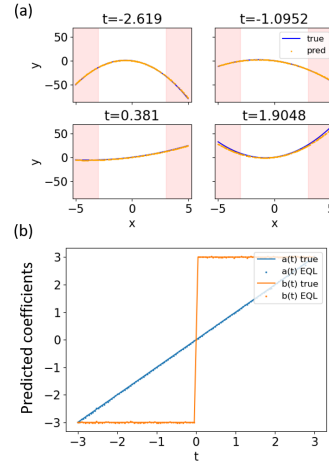 (a)
t=-2.619
t=-1.0952
50
0
-50
y
true
pred
t=0.381
t=1.9048
50
0
-50
y
-5
0
5
-5
0
5
x
x
(b)
3
2
1
0
-1
-2
-3
Predicted coefficients
a(t) true
a(t) EQL
b(t) true
b(t) EQL
-3
-2
-1
0
1
2
3
t